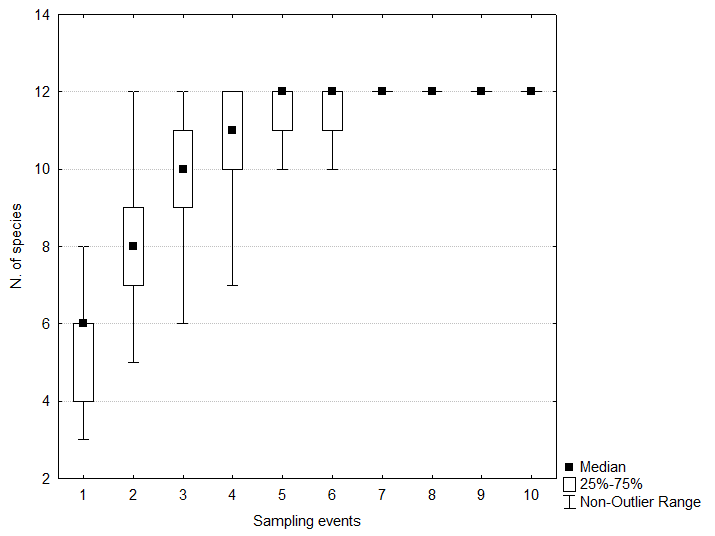 14
12
10
8
6
4
2
N. of species
1 2 3 4 5 6 7 8 9 10
Sampling events
Median
25%-75%
Non-Outlier Range